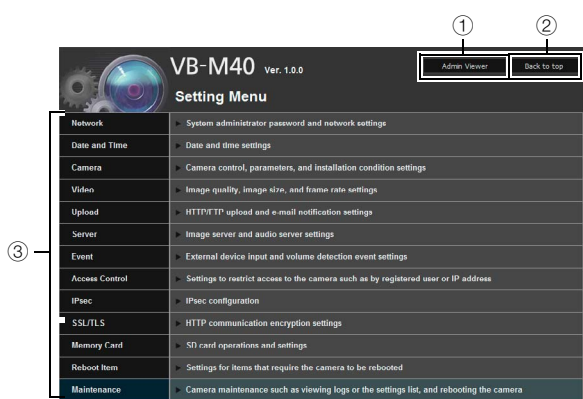 ① ②
VB-M40 Ver. 1.0.0
Admin Viewer Back to top
Setting Menu
③
Network ► System administrator password and network settings
Date and Time ► Date and time settings
Camera ► Camera control, parameters, and installation condition settings
Video ► Image quality, image size, and frame rate settings
Upload ► HTTP/FTP upload and e-mail notification settings
Server ► Image server and audio server settings
Event ► External device input and volume detection event settings
Access Control ► Settings to restrict access to the camera such as by registered user or IP address
IPsec ► IPsec configuration
SSL/TLS ► HTTP communication encryption settings
Memory Card ► SD card operations and settings
Reboot Item ► Settings for items that require the camera to be rebooted
Maintenance ► Camera maintenance such as viewing logs or the settings list, and rebooting the camera